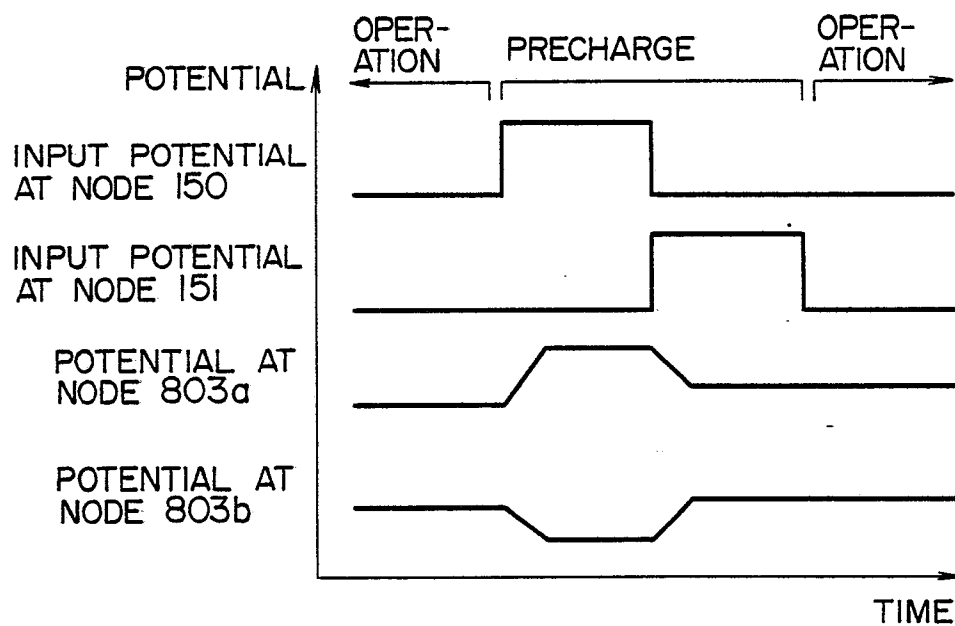 OPER-
ATION
PRECHARGE
OPER-
ATION
POTENTIAL
INPUT POTENTIAL
AT NODE 150
INPUT POTENTIAL
AT NODE 151
POTENTIAL AT
NODE 803a
POTENTIAL AT
NODE 803b
TIME